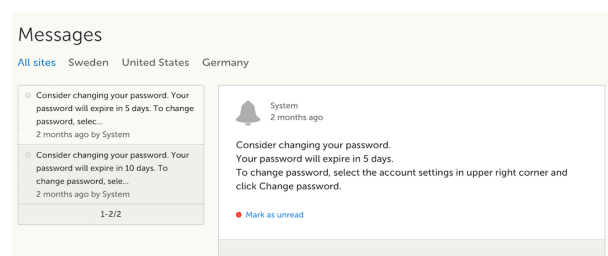 Messages
All sites Sweden United States Germany
Consider changing your password. Your
password will expire in 5 days. To change
password, selec...
2 months ago by System
Consider changing your password. Your
password will expire in 10 days. To
change password, sele...
2 months ago by System
1-2/2
System
2 months ago
Consider changing your password.
Your password will expire in 5 days.
To change password, select the account settings in upper right corner and
click Change password.
Mark as unread